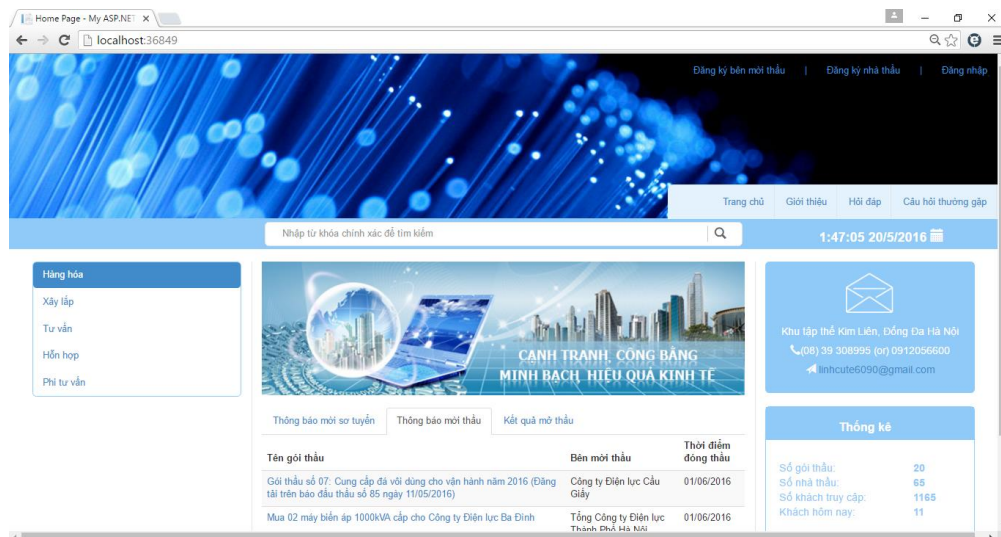 Home Page - My ASP.NET
localhost:36849
Đăng ký bên mời thầu | Đăng ký nhà thầu | Đăng nhập
Trang chủ Giới thiệu Hỏi đáp Câu hỏi thường gặp
Nhập từ khóa chính xác để tìm kiếm
1:47:05 20/5/2016
Hàng hóa
Xây lắp
Tư vấn
Hỗn hợp
Phi tư vấn
CẠNH TRANH, CÔNG BẰNG
MINH BẠCH, HIỆU QUẢ KINH TẾ
Khu tập thể Kim Liên, Đống Đa Hà Nội
(08) 39 308995 (or) 0912056600
linhcute6090@gmail.com
Thông báo mời sơ tuyển Thông báo mời thầu Kết quả mở thầu
Tên gói thầu Bên mời thầu Thời điểm đóng thầu
Gói thầu số 07: Cung cấp đá vôi dùng cho vận hành năm 2016 (Đăng tải trên báo đấu thầu số 85 ngày 11/05/2016) Công ty Điện lực Cầu Giấy 01/06/2016
Mua 02 máy biến áp 1000kVA cấp cho Công ty Điện lực Ba Đình Tổng Công ty Điện lực Thành Phố Hà Nội 01/06/2016
Thống kê
Số gói thầu: 20
Số nhà thầu: 65
Số khách truy cập: 1165
Khách hôm nay: 11